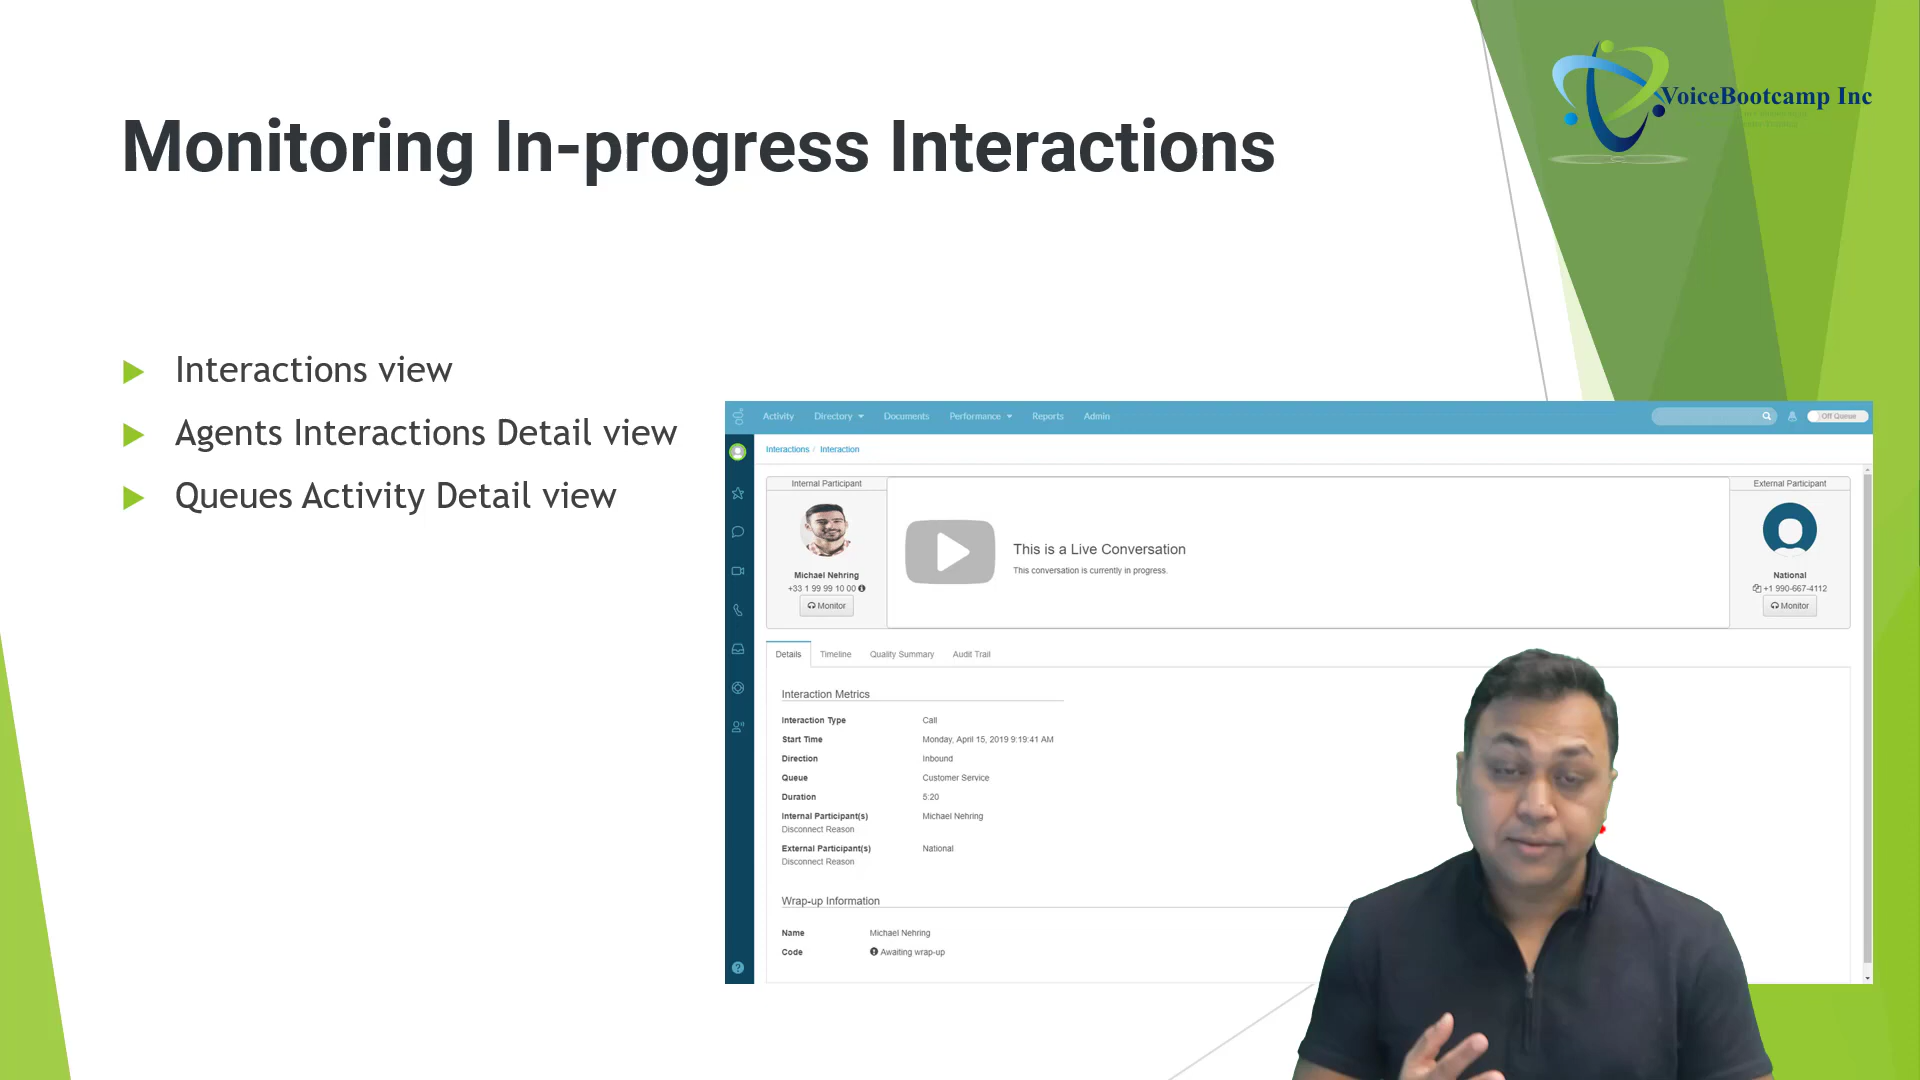 VoiceBootcamp Inc
Monitoring In-progress Interactions
Interactions view
Agents Interactions Detail view
Queues Activity Detail view
Activity Directory Documents Performance Reports Admin
Off Queue
Interactions / Interaction
Internal Participant
External Participant
This is a Live Conversation
This conversation is currently in progress.
Michael Nehring
+33 1 99 99 10 00
Monitor
National
+1 990-667-4112
Monitor
Details Timeline Quality Summary Audit Trail
Interaction Metrics
Interaction Type Call
Start Time Monday, April 15, 2019 9:19:41 AM
Direction Inbound
Queue Customer Service
Duration 5:20
Internal Participant(s) Michael Nehring
Disconnect Reason
External Participant(s) National
Disconnect Reason
Wrap-up Information
Name Michael Nehring
Code Awaiting wrap-up